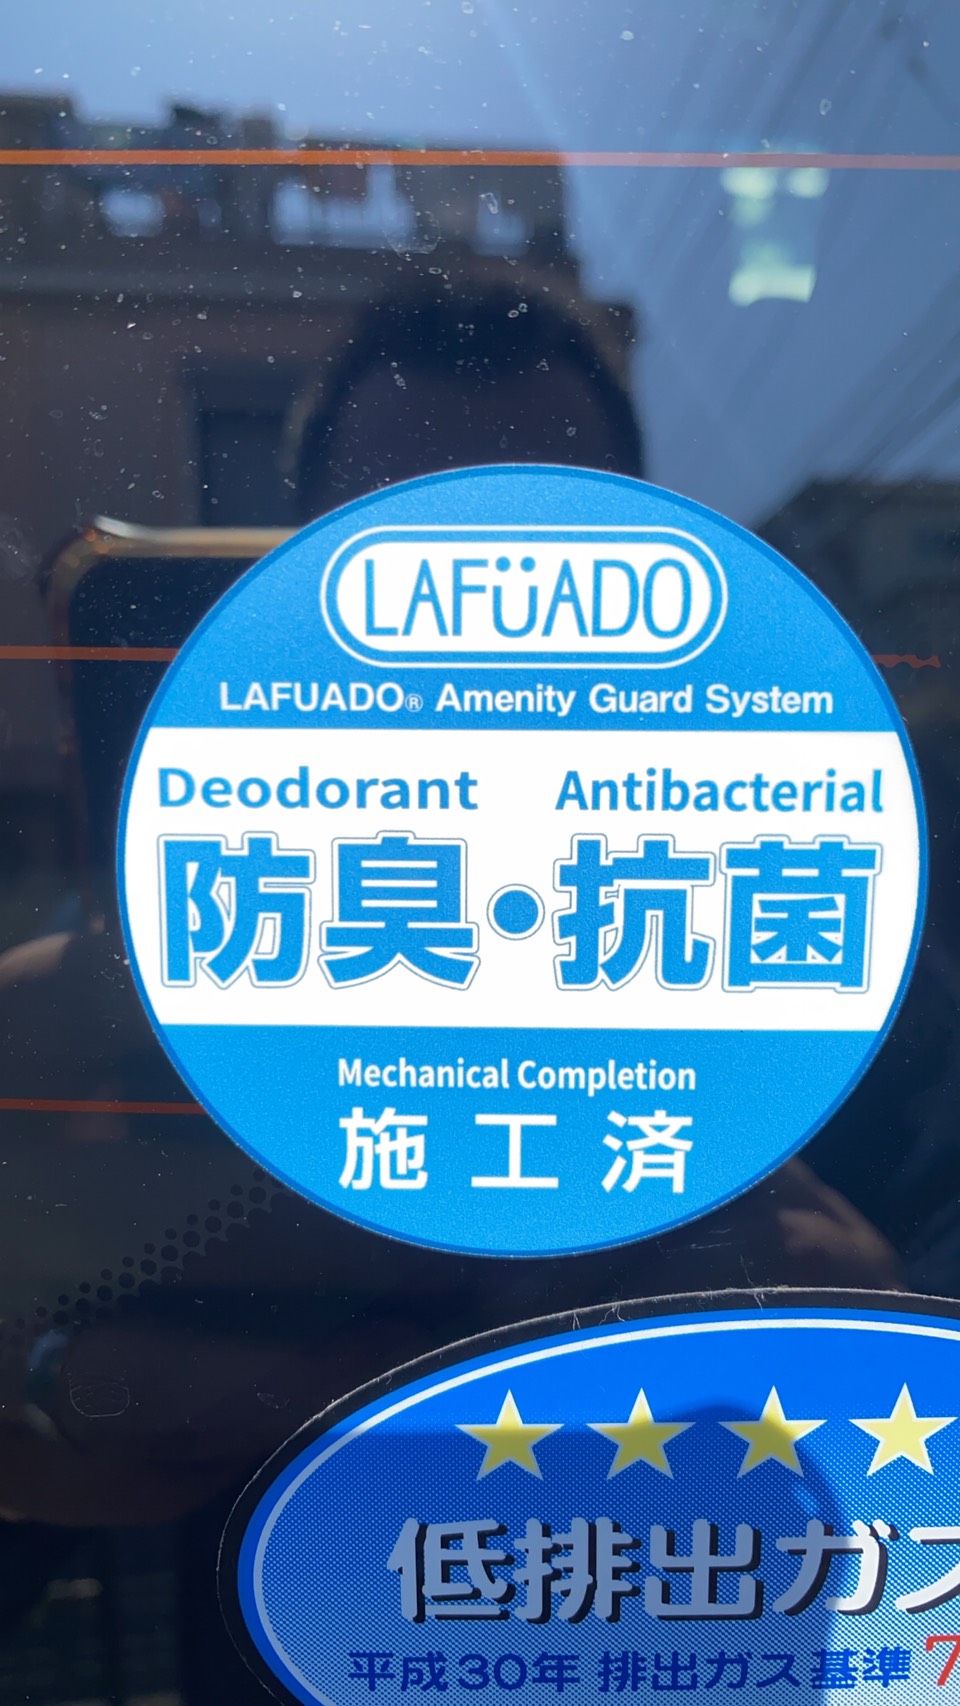 LAFÜADO
LAFUADO® Amenity Guard System
Deodorant Antibacterial
防臭・抗菌
Mechanical Completion
施工済
★★★★
低排出ガ
平成30年 排出ガス基準 7